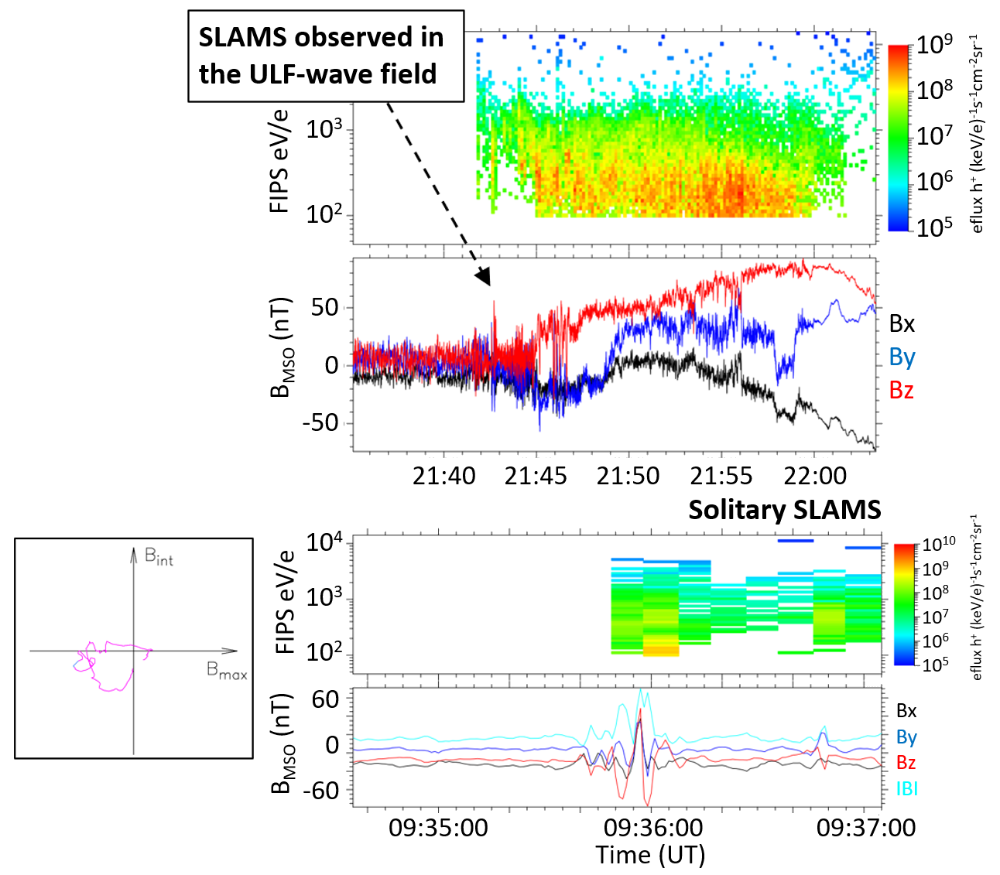 SLAMS observed in
the ULF-wave field
FIPS eV/e
10³
10²
10⁹
10⁸
10⁷
10⁶
10⁵
eflux h⁺ (keV/e)⁻¹s⁻¹cm⁻²sr⁻¹
B_MSO (nT)
50
0
-50
Bx
By
Bz
21:40 21:45 21:50 21:55 22:00
Solitary SLAMS
B_int
B_max
FIPS eV/e
10⁴
10³
10²
10¹⁰
10⁹
10⁸
10⁷
10⁶
10⁵
eflux h⁺ (keV/e)⁻¹s⁻¹cm⁻²sr⁻¹
B_MSO (nT)
60
0
-60
Bx
By
Bz
IBI
09:35:00 09:36:00 09:37:00
Time (UT)